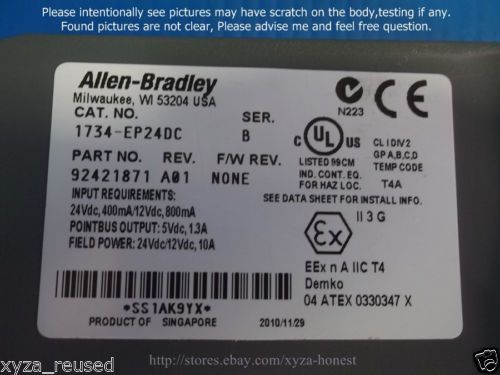 Please intentionally see pictures may have scratch on the body,testing if any.
Found pictures are not clear, Please advise me and feel free question.
Allen-Bradley
Milwaukee, WI 53204 USA
CAT. NO. SER.
1734-EP24DC B
PART NO. REV. F/W REV.
92421871 A01 NONE
INPUT REQUIREMENTS:
24Vdc, 400mA/12Vdc, 800mA
POINTBUS OUTPUT: 5Vdc, 1.3A
FIELD POWER: 24Vdc/12Vdc, 10A
*SS1AK9YX*
PRODUCT OF SINGAPORE 2010/11/29
N223
CE
C UL US
LISTED 99CM
IND. CONT. EQ.
FOR HAZ LOC.
CL I DIV2
GP A,B,C,D
TEMP CODE
T4A
SEE DATA SHEET FOR INSTALL INFO.
Ex
II 3 G
EEx n A IIC T4
Demko
04 ATEX 0330347 X
xyza_reused
http://stores.ebay.com/xyza-honest